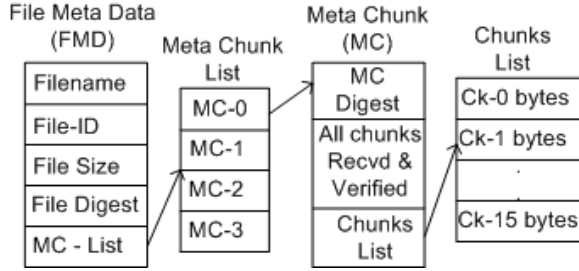 File Meta Data
(FMD)
Filename
File-ID
File Size
File Digest
MC - List
Meta Chunk
List
MC-0
MC-1
MC-2
MC-3
Meta Chunk
(MC)
MC
Digest
All chunks
Recvd &
Verified
Chunks
List
Chunks
List
Ck-0 bytes
Ck-1 bytes
.
.
Ck-15 bytes